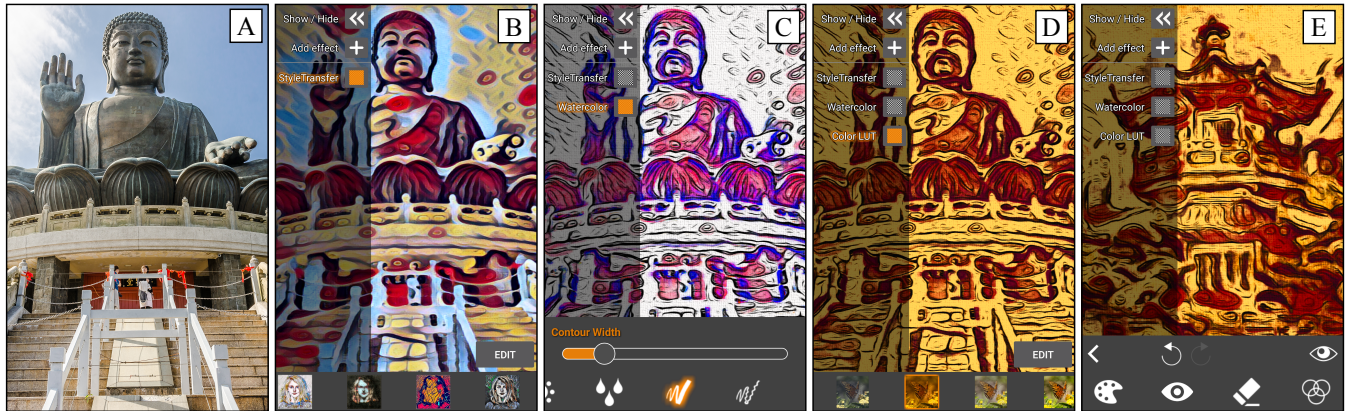 A
B
Show / Hide
Add effect
StyleTransfer
EDIT
C
Show / Hide
Add effect
StyleTransfer
Watercolor
Contour Width
D
Show / Hide
Add effect
StyleTransfer
Watercolor
Color LUT
EDIT
E
Show / Hide
Add effect
StyleTransfer
Watercolor
Color LUT